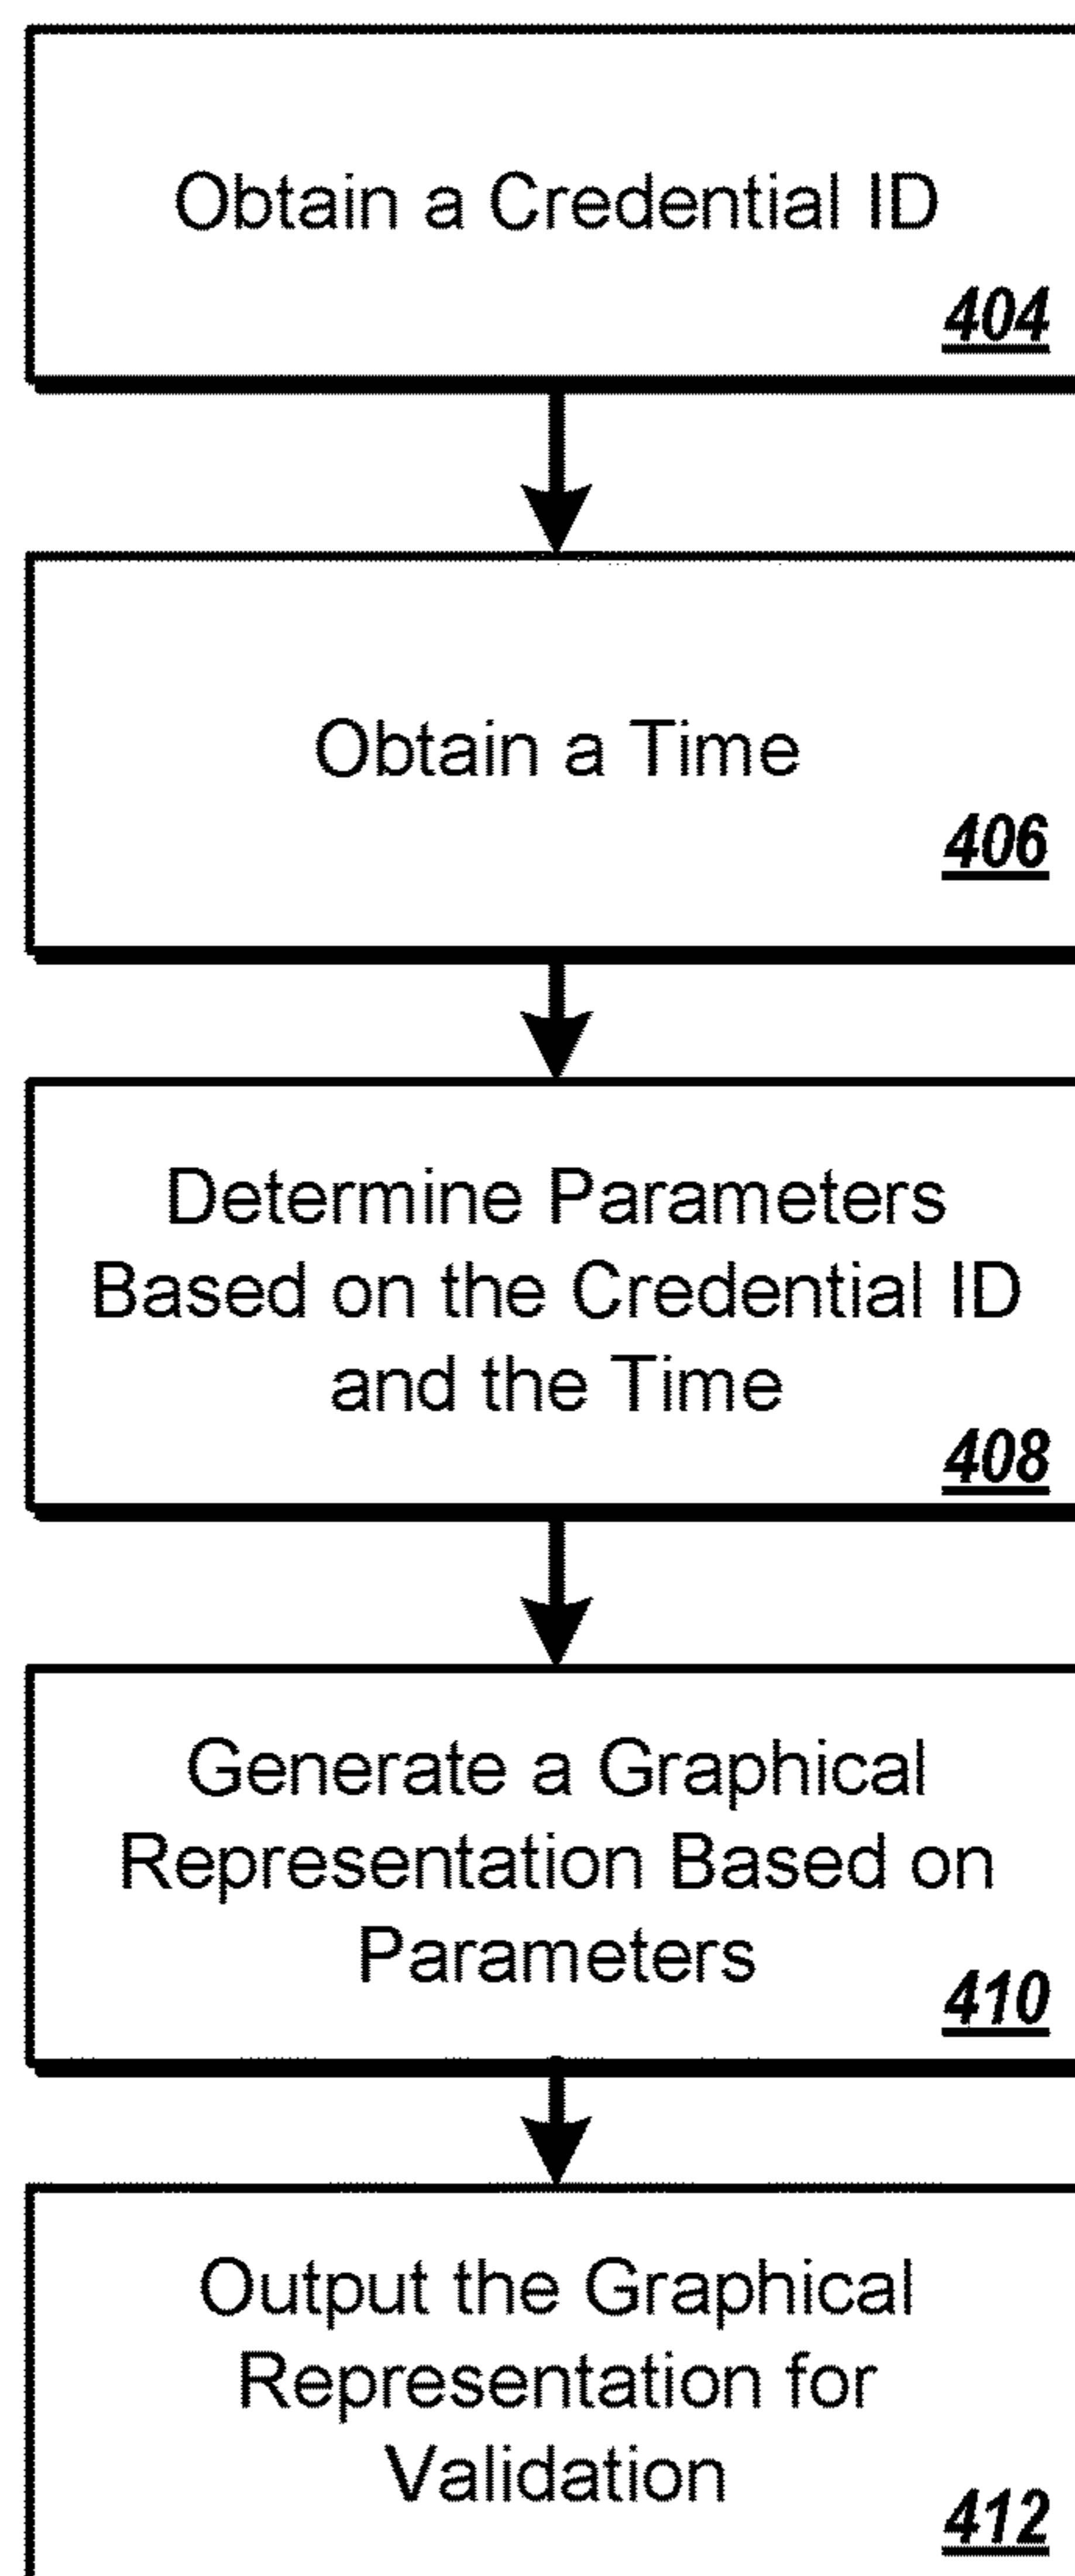 Obtain a Credential ID
404
Obtain a Time
406
Determine Parameters
Based on the Credential ID
and the Time
408
Generate a Graphical
Representation Based on
Parameters
410
Output the Graphical
Representation for
Validation
412